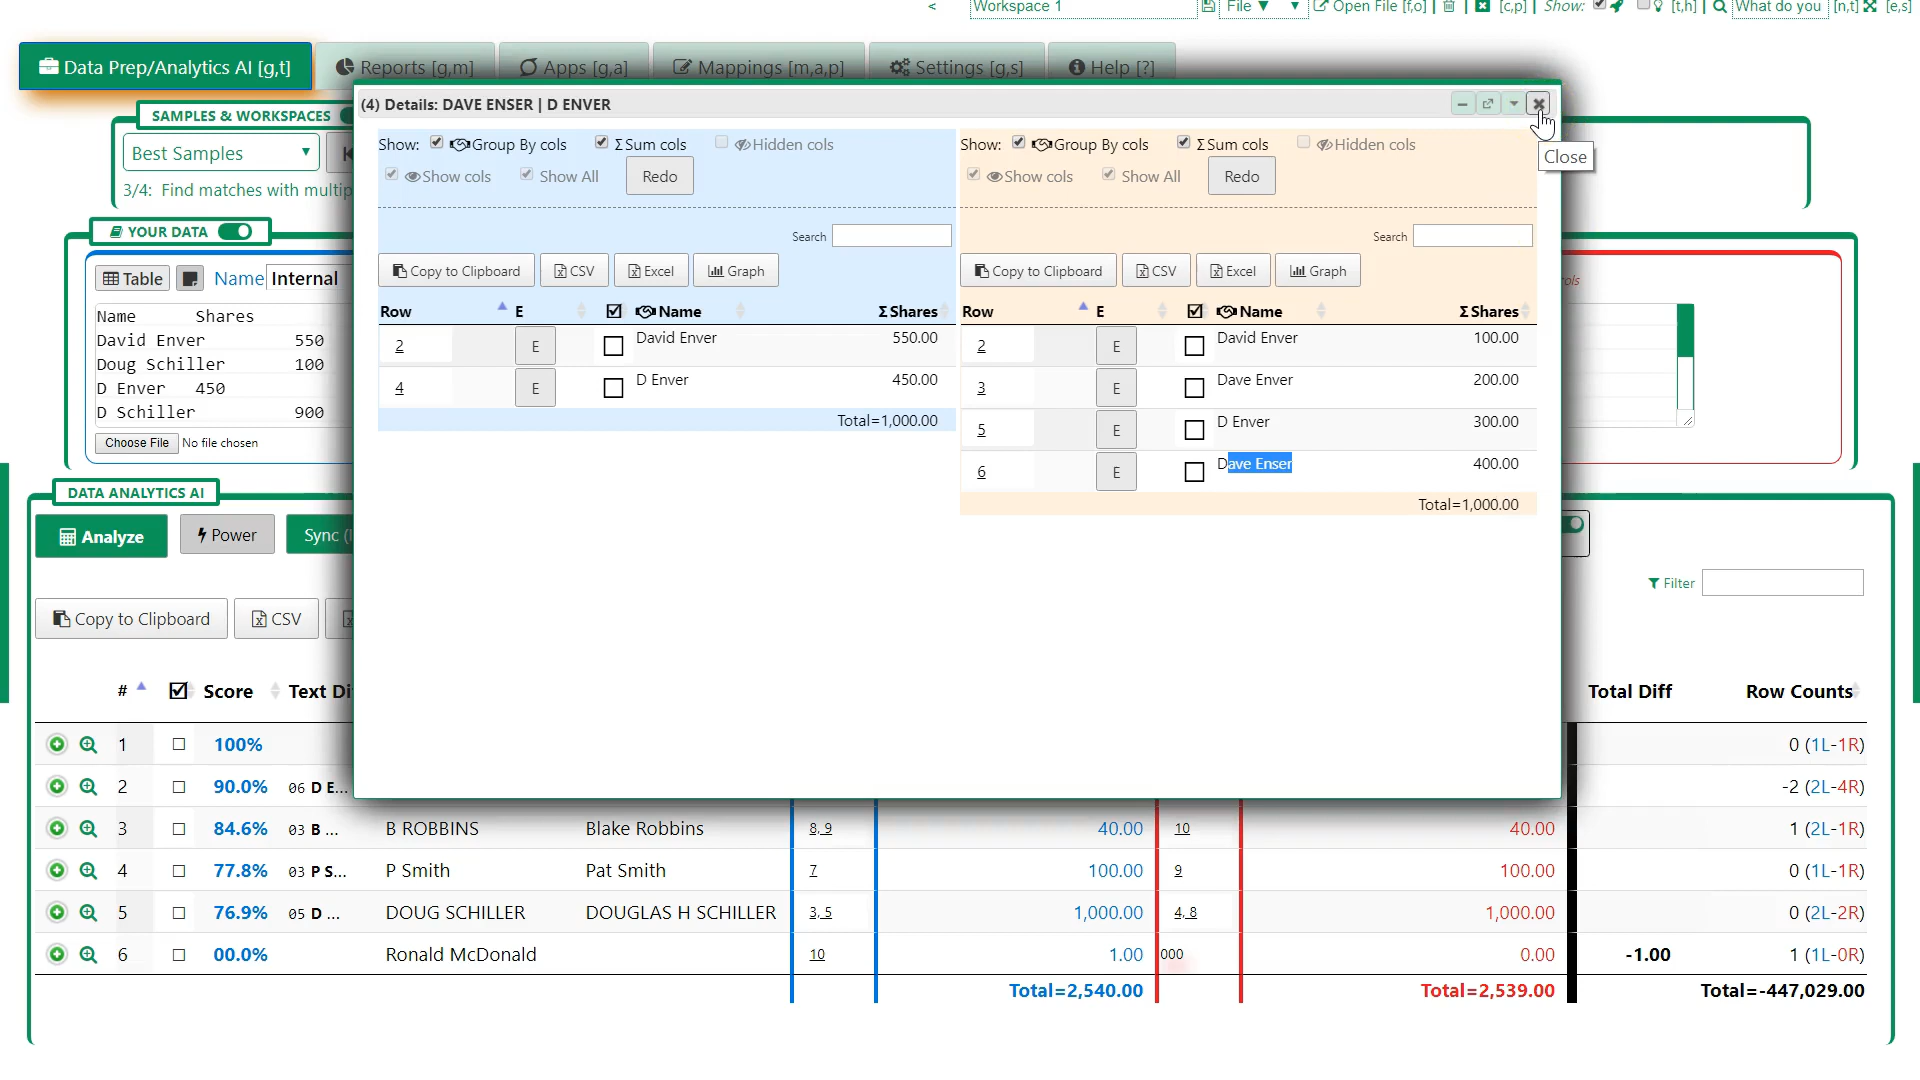 < Workspace 1 File ▼ ▼ Open File [f,o] | | [c,p] | Show: [t,h] | What do you [n,t] [e,s]
Data Prep/Analytics AI [g,t] Reports [g,m] Apps [g,a] Mappings [m,a,p] Settings [g,s] Help [?]
(4) Details: DAVE ENSER | D ENVER
Close
SAMPLES & WORKSPACES
Best Samples ▼
3/4: Find matches with multip
YOUR DATA
Table Name Internal
Name Shares
David Enver 550
Doug Schiller 100
D Enver 450
D Schiller 900
Choose File No file chosen
Show: Group By cols Σ Sum cols Hidden cols
Show cols Show All Redo
Search
Copy to Clipboard CSV Excel Graph
Row E Name Σ Shares
2 E David Enver 550.00
4 E D Enver 450.00
Total=1,000.00
Show: Group By cols Σ Sum cols Hidden cols
Show cols Show All Redo
Search
Copy to Clipboard CSV Excel Graph
Row E Name Σ Shares
2 E David Enver 100.00
3 E Dave Enver 200.00
5 E D Enver 300.00
6 E Dave Enser 400.00
Total=1,000.00
cols
DATA ANALYTICS AI
Analyze Power Sync (
Filter
Copy to Clipboard CSV
# Score Text Di Total Diff Row Counts
1 100% 0 (1L-1R)
2 90.0% 06 D E... -2 (2L-4R)
3 84.6% 03 B ... B ROBBINS Blake Robbins 8, 9 40.00 10 40.00 1 (2L-1R)
4 77.8% 03 P S... P Smith Pat Smith 7 100.00 9 100.00 0 (1L-1R)
5 76.9% 05 D ... DOUG SCHILLER DOUGLAS H SCHILLER 3, 5 1,000.00 4, 8 1,000.00 0 (2L-2R)
6 00.0% Ronald McDonald 10 1.00 000 0.00 -1.00 1 (1L-0R)
Total=2,540.00 Total=2,539.00 Total=-447,029.00